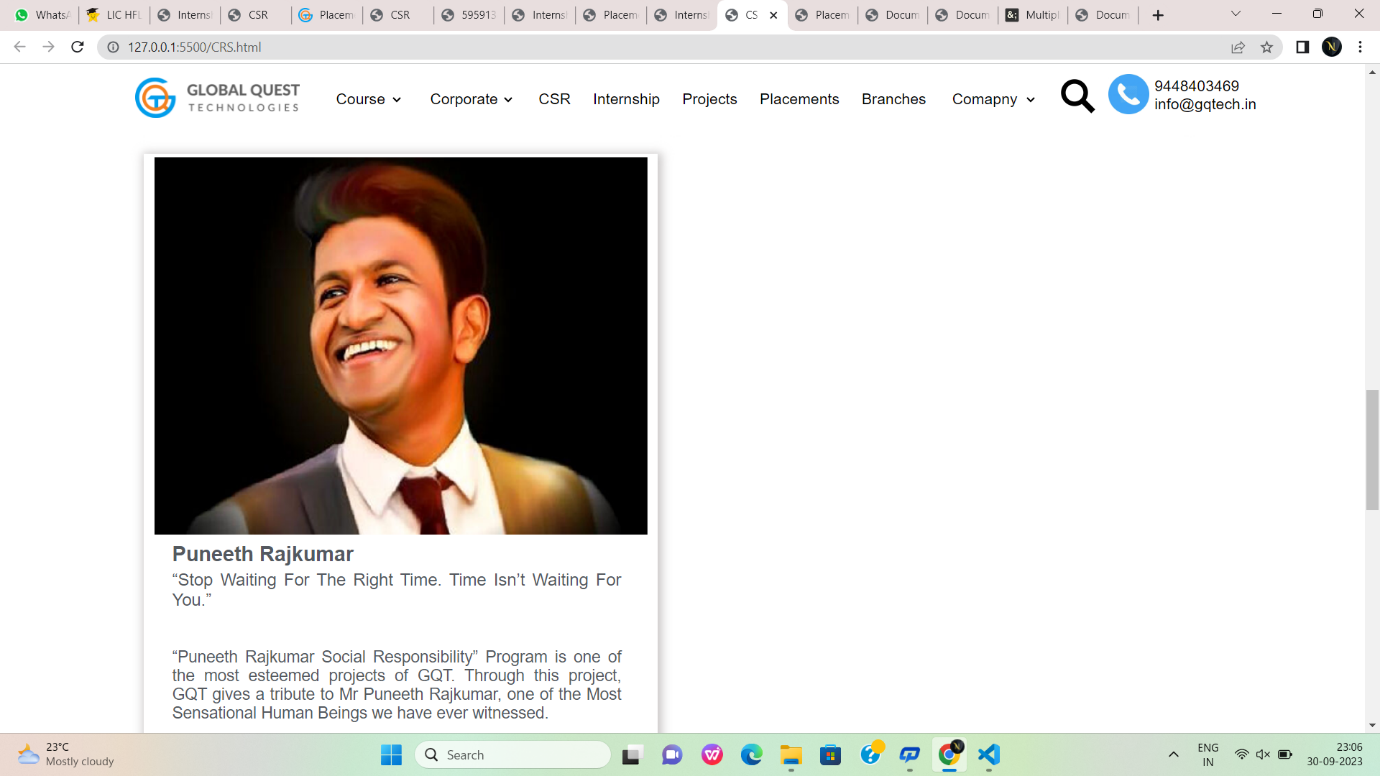 WhatsA
LIC HFL
Internsl
CSR
Placem
CSR
595913
Internsl
Placem
Internsl
CS
Placem
Docum
Docum
Multipl
Docum
127.0.0.1:5500/CRS.html
GLOBAL QUEST
TECHNOLOGIES
Course
Corporate
CSR
Internship
Projects
Placements
Branches
Comapny
9448403469
info@gqtech.in
Puneeth Rajkumar
“Stop Waiting For The Right Time. Time Isn’t Waiting For
You.”
“Puneeth Rajkumar Social Responsibility” Program is one of
the most esteemed projects of GQT. Through this project,
GQT gives a tribute to Mr Puneeth Rajkumar, one of the Most
Sensational Human Beings we have ever witnessed.
23°C
Mostly cloudy
Search
ENG
IN
23:06
30-09-2023